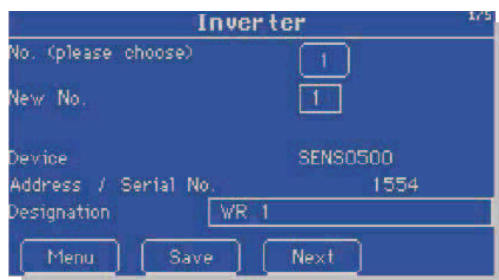 Inverter 1/5
No. (please choose) 1
New No. 1
Device SENS0500
Address / Serial No. 1554
Designation WR 1
Menu Save Next